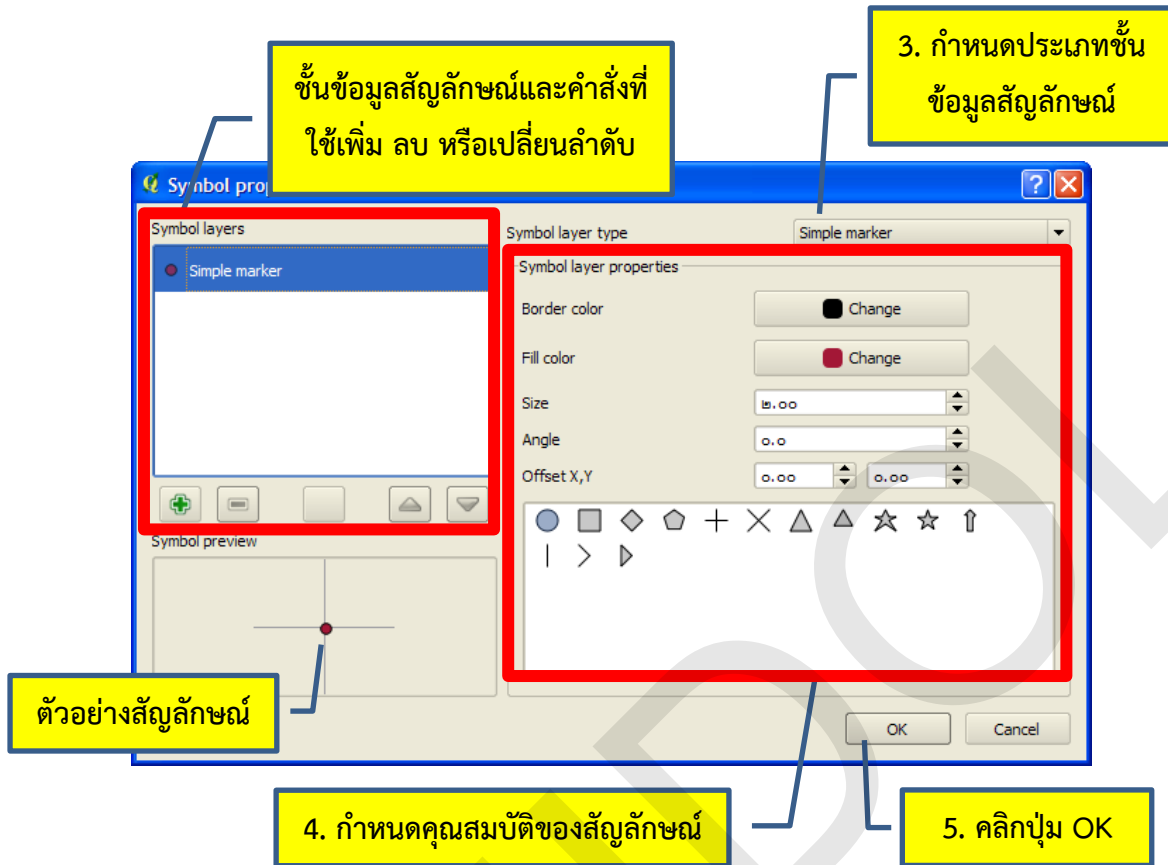 3. กำหนดประเภทชั้น
ข้อมูลสัญลักษณ์
ชั้นข้อมูลสัญลักษณ์และคำสั่งที่
ใช้เพิ่ม ลบ หรือเปลี่ยนลำดับ
Symbol
Symbol layers
Simple marker
Symbol layer type
Simple marker
Symbol layer properties
Border color
Change
Fill color
Change
Size
๒.๐๐
Angle
๐.๐
Offset X,Y
๐.๐๐ ๐.๐๐
Symbol preview
ตัวอย่างสัญลักษณ์
OK Cancel
4. กำหนดคุณสมบัติของสัญลักษณ์
5. คลิกปุ่ม OK